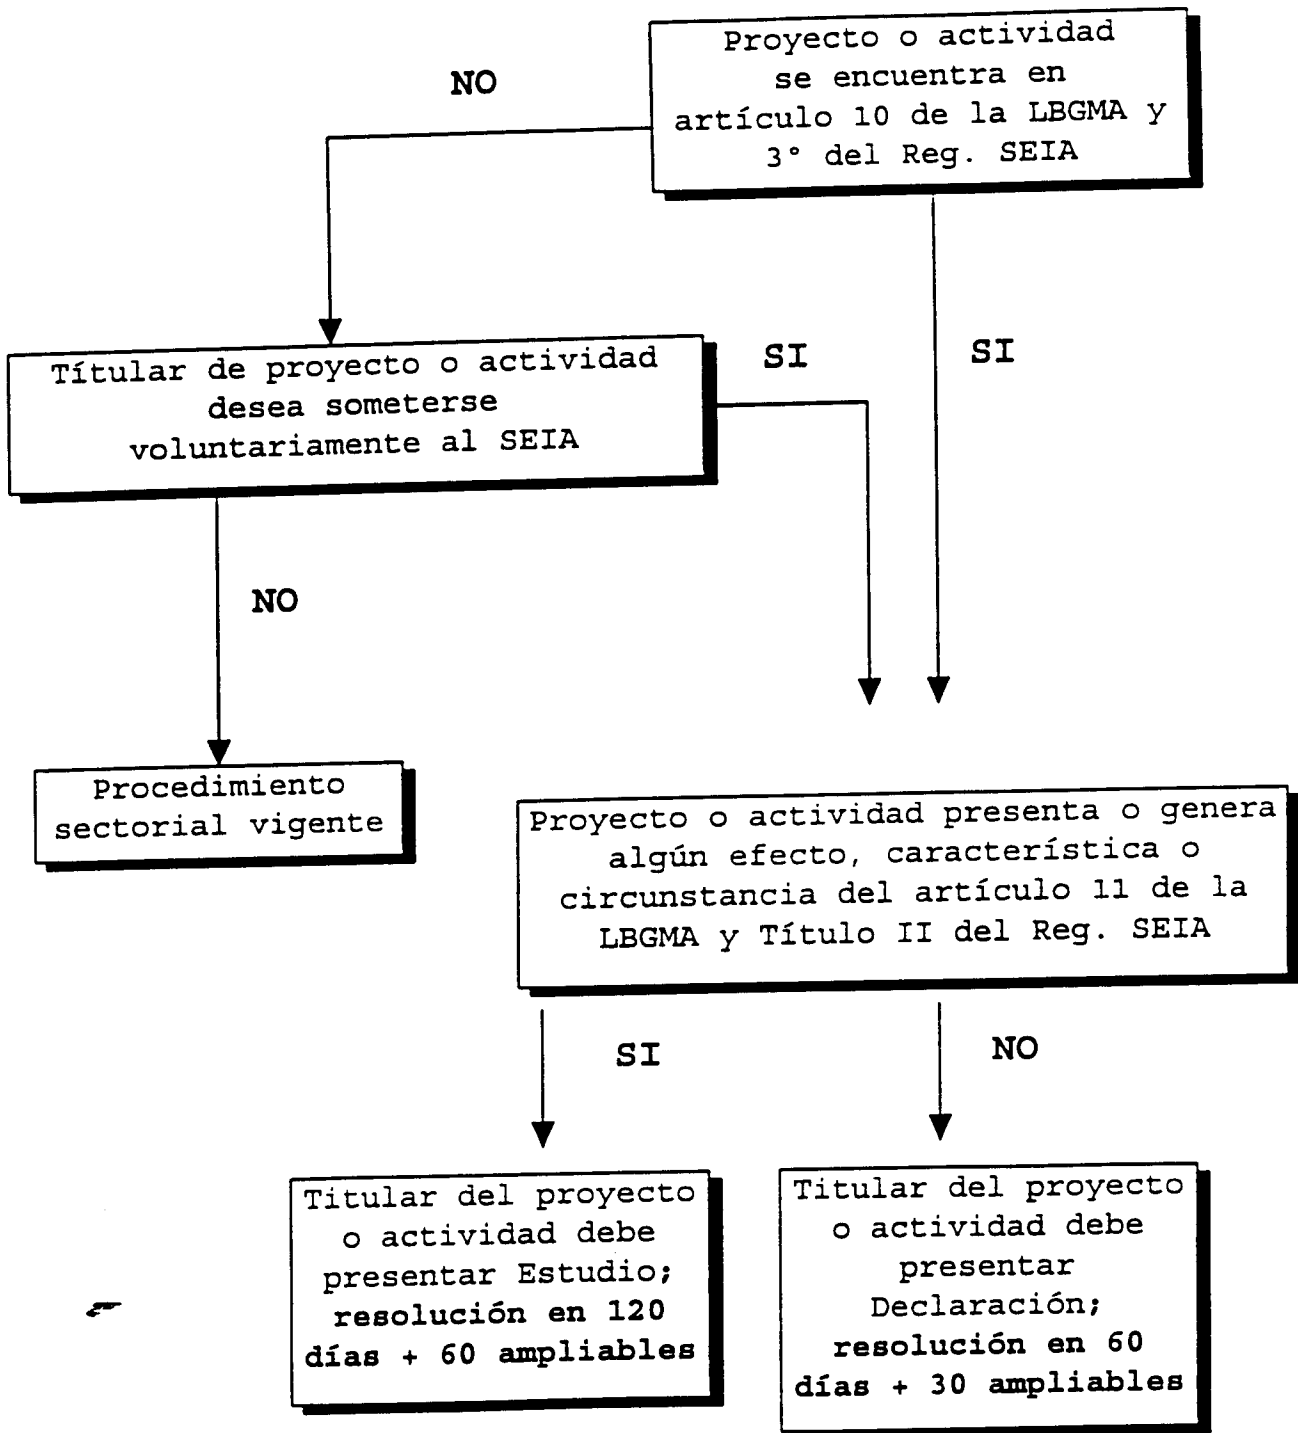 Proyecto o actividad
se encuentra en
artículo 10 de la LBGMA y
3° del Reg. SEIA
NO
SI
SI
Títular de proyecto o actividad
desea someterse
voluntariamente al SEIA
NO
Procedimiento
sectorial vigente
Proyecto o actividad presenta o genera
algún efecto, característica o
circunstancia del artículo 11 de la
LBGMA y Título II del Reg. SEIA
SI
NO
Titular del proyecto
o actividad debe
presentar Estudio;
resolución en 120
días + 60 ampliables
Titular del proyecto
o actividad debe
presentar
Declaración;
resolución en 60
días + 30 ampliables